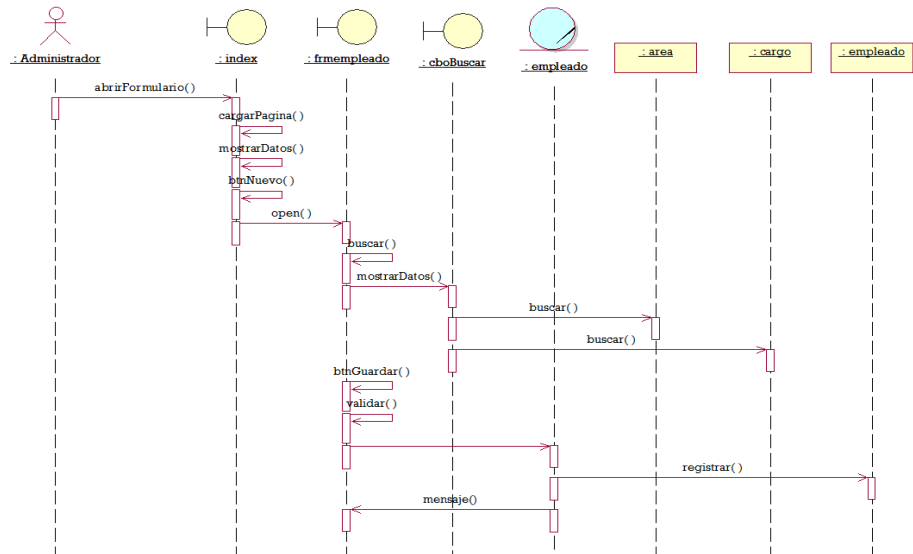 : Administrador
: index
: frmempleado
: cboBuscar
: empleado
: area
: cargo
: empleado
abrirFormulario( )
cargarPagina( )
mostrarDatos( )
btnNuevo( )
open( )
buscar( )
mostrarDatos( )
buscar( )
buscar( )
btnGuardar( )
validar( )
registrar( )
mensaje()